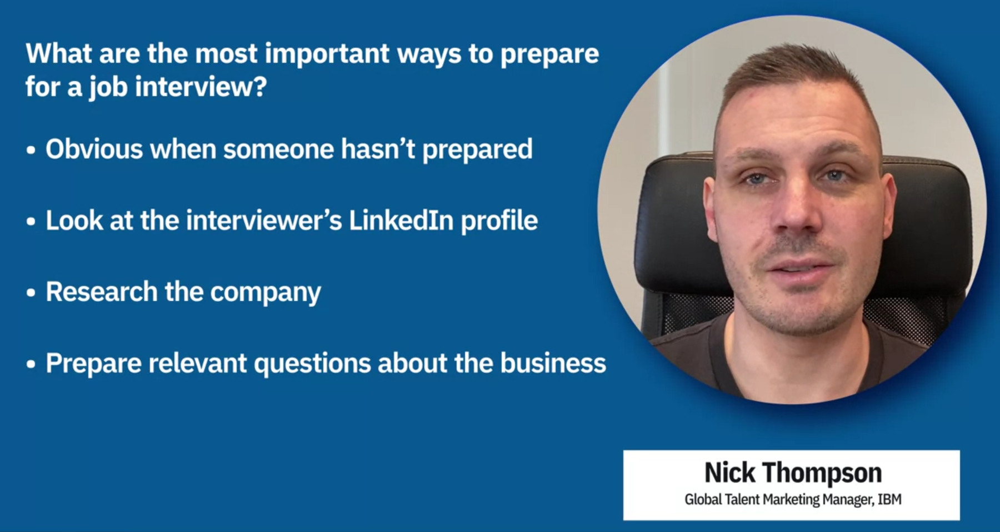 What are the most important ways to prepare
for a job interview?
• Obvious when someone hasn’t prepared
• Look at the interviewer’s LinkedIn profile
• Research the company
• Prepare relevant questions about the business
Nick Thompson
Global Talent Marketing Manager, IBM